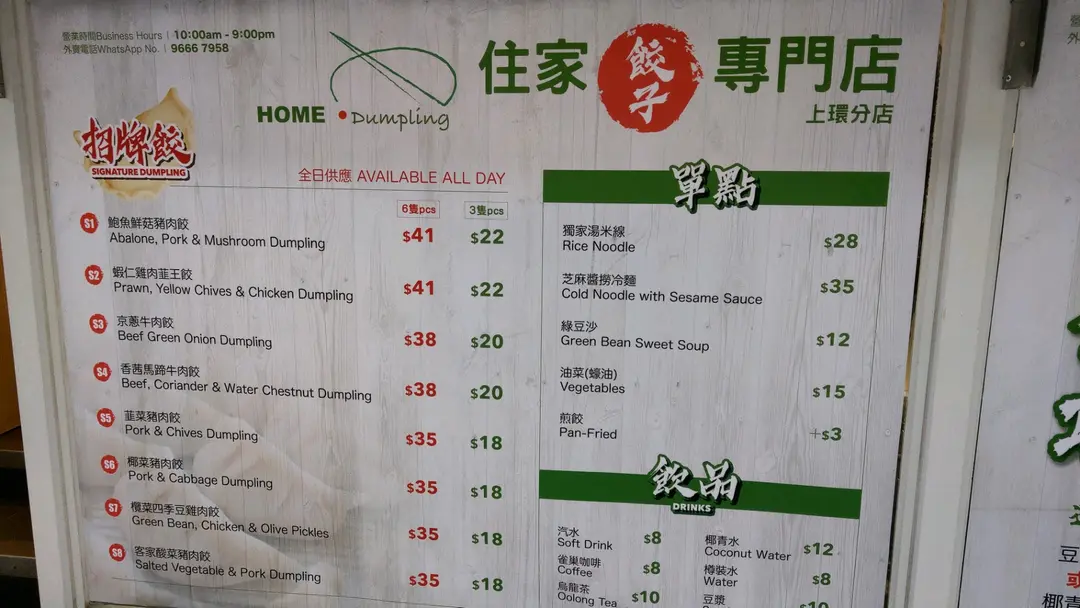 營業時間Business Hours | 10:00am - 9:00pm
外賣電話WhatsApp No. | 9666 7958
HOME • Dumpling
住家餃子專門店
上環分店
招牌餃
SIGNATURE DUMPLING
全日供應 AVAILABLE ALL DAY
6隻pcs 3隻pcs
S1 鮑魚鮮菇豬肉餃
Abalone, Pork & Mushroom Dumpling $41 $22
S2 蝦仁雞肉韮王餃
Prawn, Yellow Chives & Chicken Dumpling $41 $22
S3 京蔥牛肉餃
Beef Green Onion Dumpling $38 $20
S4 香茜馬蹄牛肉餃
Beef, Coriander & Water Chestnut Dumpling $38 $20
S5 韮菜豬肉餃
Pork & Chives Dumpling $35 $18
S6 椰菜豬肉餃
Pork & Cabbage Dumpling $35 $18
S7 欖菜四季豆雞肉餃
Green Bean, Chicken & Olive Pickles $35 $18
S8 客家酸菜豬肉餃
Salted Vegetable & Pork Dumpling $35 $18
單點
獨家湯米線
Rice Noodle $28
芝麻醬撈冷麵
Cold Noodle with Sesame Sauce $35
綠豆沙
Green Bean Sweet Soup $12
油菜(蠔油)
Vegetables $15
煎餃
Pan-Fried +$3
飲品
DRINKS
汽水
Soft Drink $8
雀巢咖啡
Coffee $8
烏龍茶
Oolong Tea $10
椰青水
Coconut Water $12
樽裝水
Water $8
豆漿
豆
或
椰青